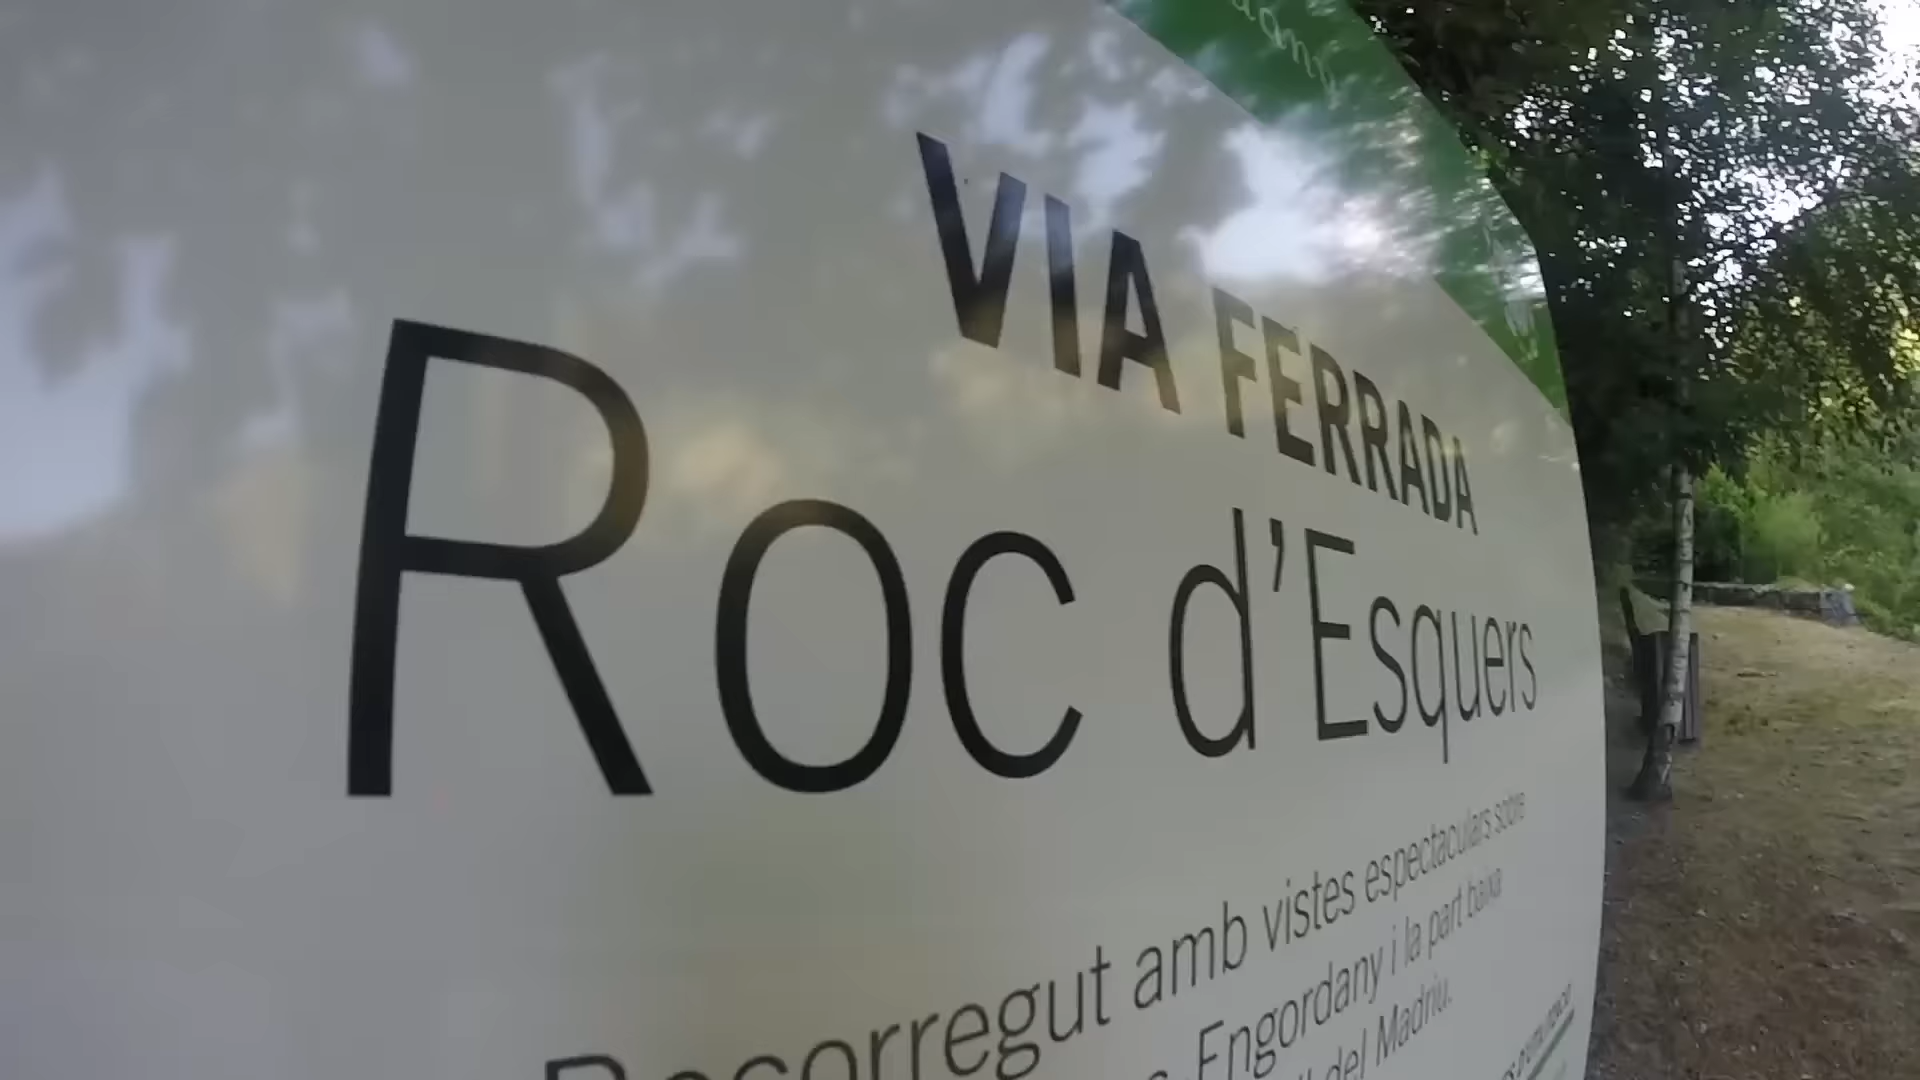 VIA FERRADA
Roc d'Esquers
Recorregut amb vistes espectaculars sobre
Engordany i la part baixa
del Madriu.